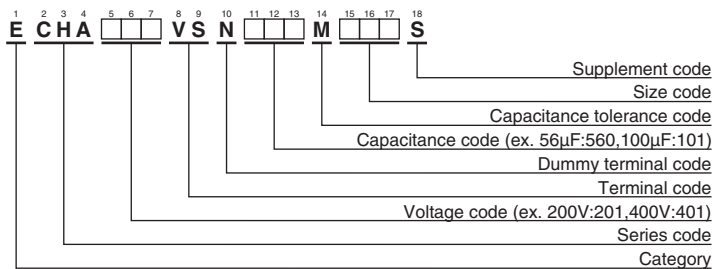 1 2 3 4 5 6 7 8 9 10 11 12 13 14 15 16 17 18
E CHA □□□ VS N □□□ M □□□ S
Supplement code
Size code
Capacitance tolerance code
Capacitance code (ex. 56μF:560,100μF:101)
Dummy terminal code
Terminal code
Voltage code (ex. 200V:201,400V:401)
Series code
Category